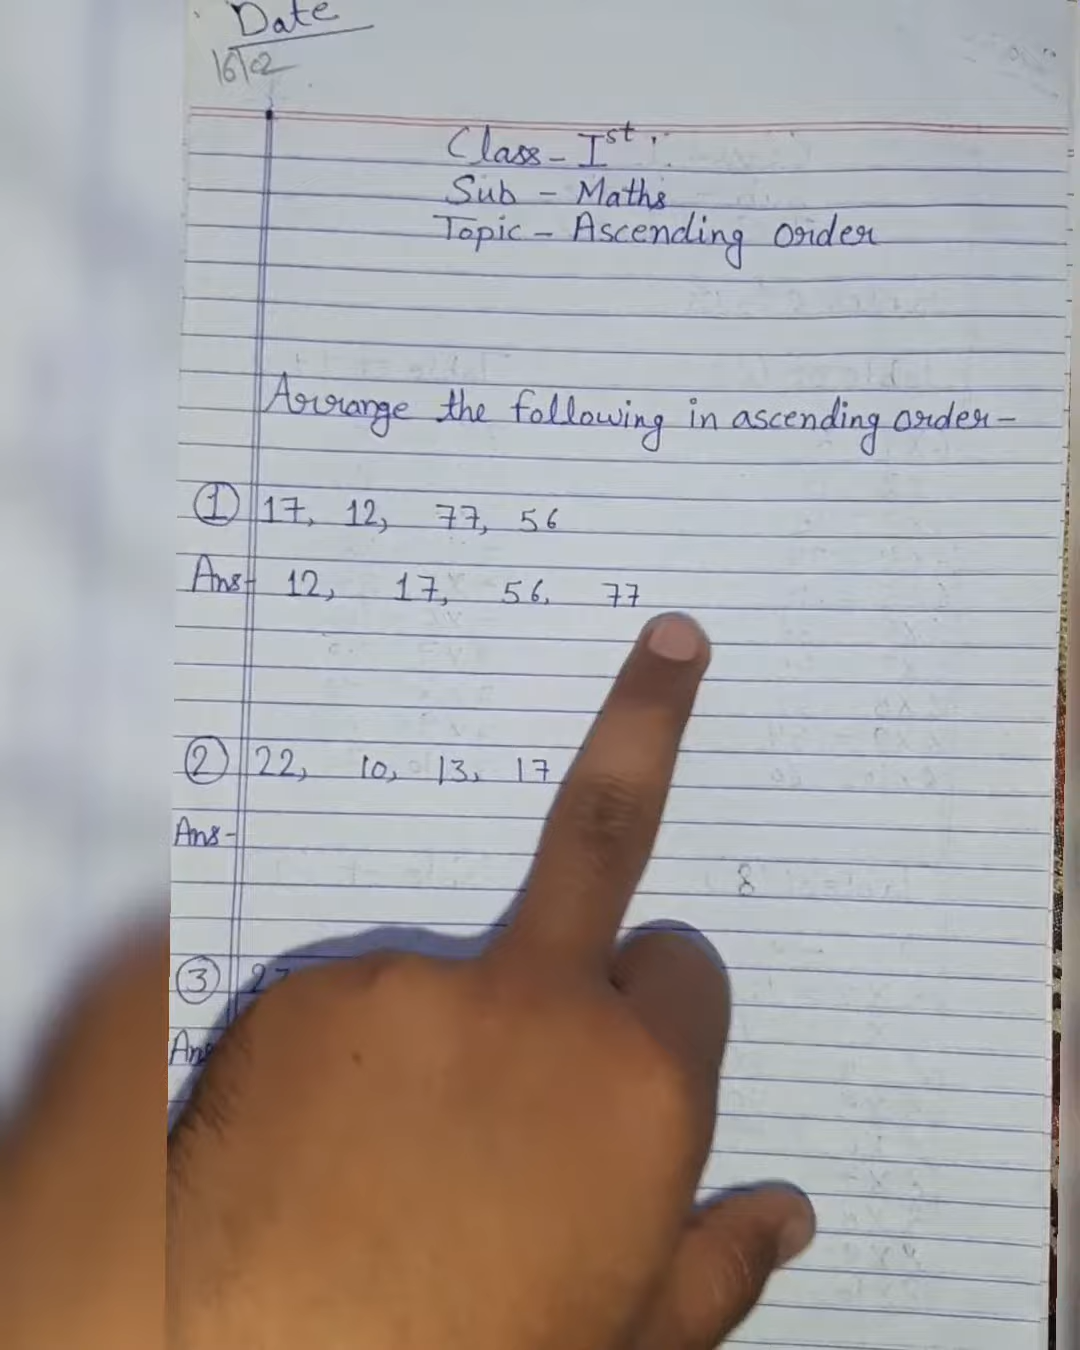 Date
16/02
Class - Ist
Sub - Maths
Topic - Ascending order
Arrange the following in ascending order -
① 17, 12, 77, 56
Ans- 12, 17, 56, 77
② 22, 10, 13, 17
Ans-
8
③
Ans